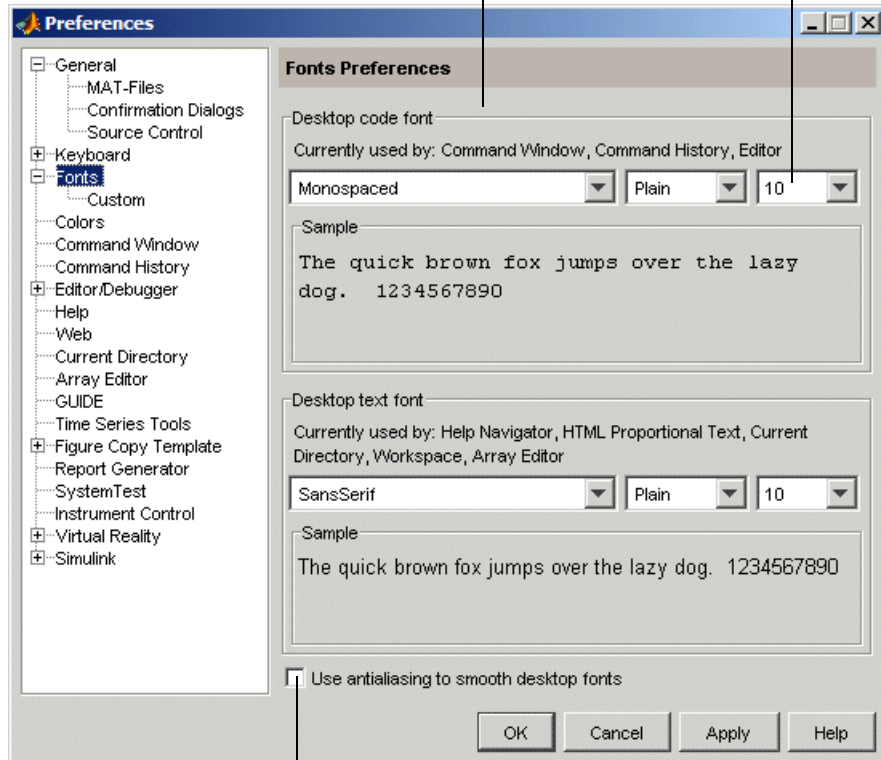 Preferences
General
MAT-Files
Confirmation Dialogs
Source Control
Keyboard
Fonts
Custom
Colors
Command Window
Command History
Editor/Debugger
Help
Web
Current Directory
Array Editor
GUIDE
Time Series Tools
Figure Copy Template
Report Generator
SystemTest
Instrument Control
Virtual Reality
Simulink
Fonts Preferences
Desktop code font
Currently used by: Command Window, Command History, Editor
Monospaced Plain 10
Sample
The quick brown fox jumps over the lazy
dog. 1234567890
Desktop text font
Currently used by: Help Navigator, HTML Proportional Text, Current
Directory, Workspace, Array Editor
SansSerif Plain 10
Sample
The quick brown fox jumps over the lazy dog. 1234567890
Use antialiasing to smooth desktop fonts
OK Cancel Apply Help